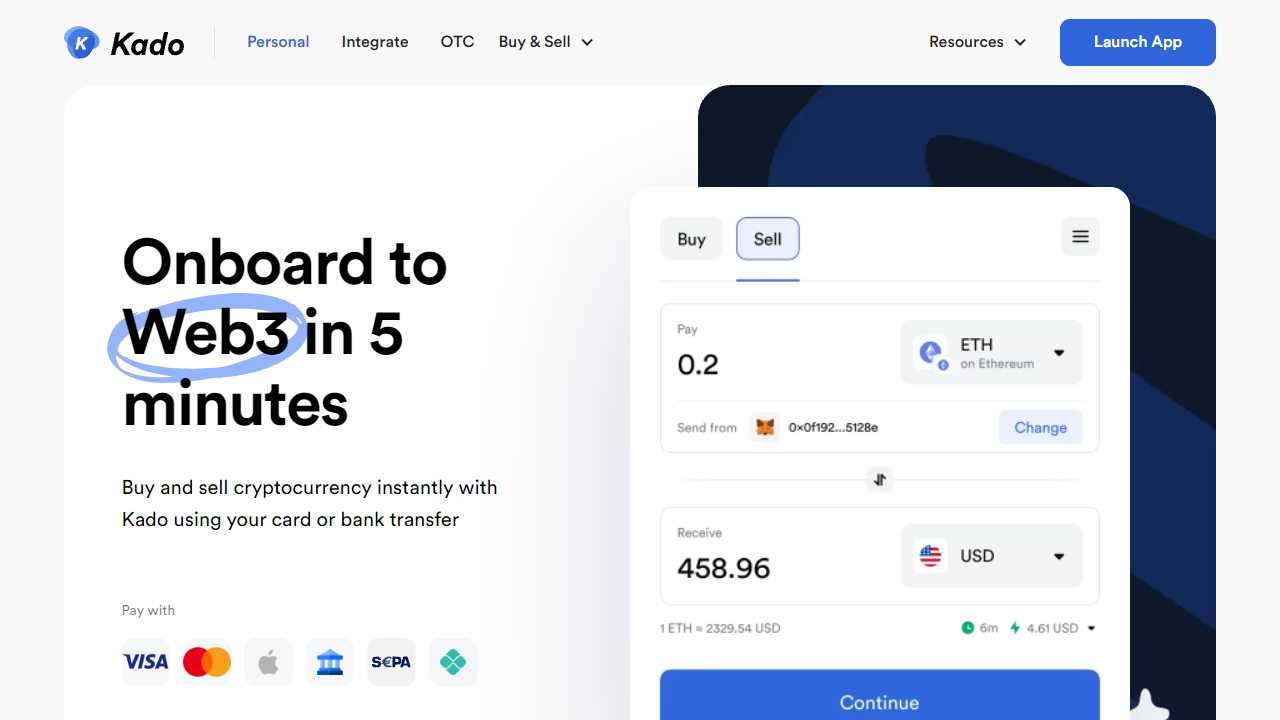 Kado
Personal
Integrate
OTC
Buy & Sell
Resources
Launch App
Onboard to
Web3 in 5
minutes
Buy and sell cryptocurrency instantly with
Kado using your card or bank transfer
Pay with
VISA
S€PA
Buy
Sell
Pay
0.2
ETH
on Ethereum
Send from
0x0f192...5128e
Change
Receive
458.96
USD
1 ETH ≈ 2329.54 USD
6m
4.61 USD
Continue